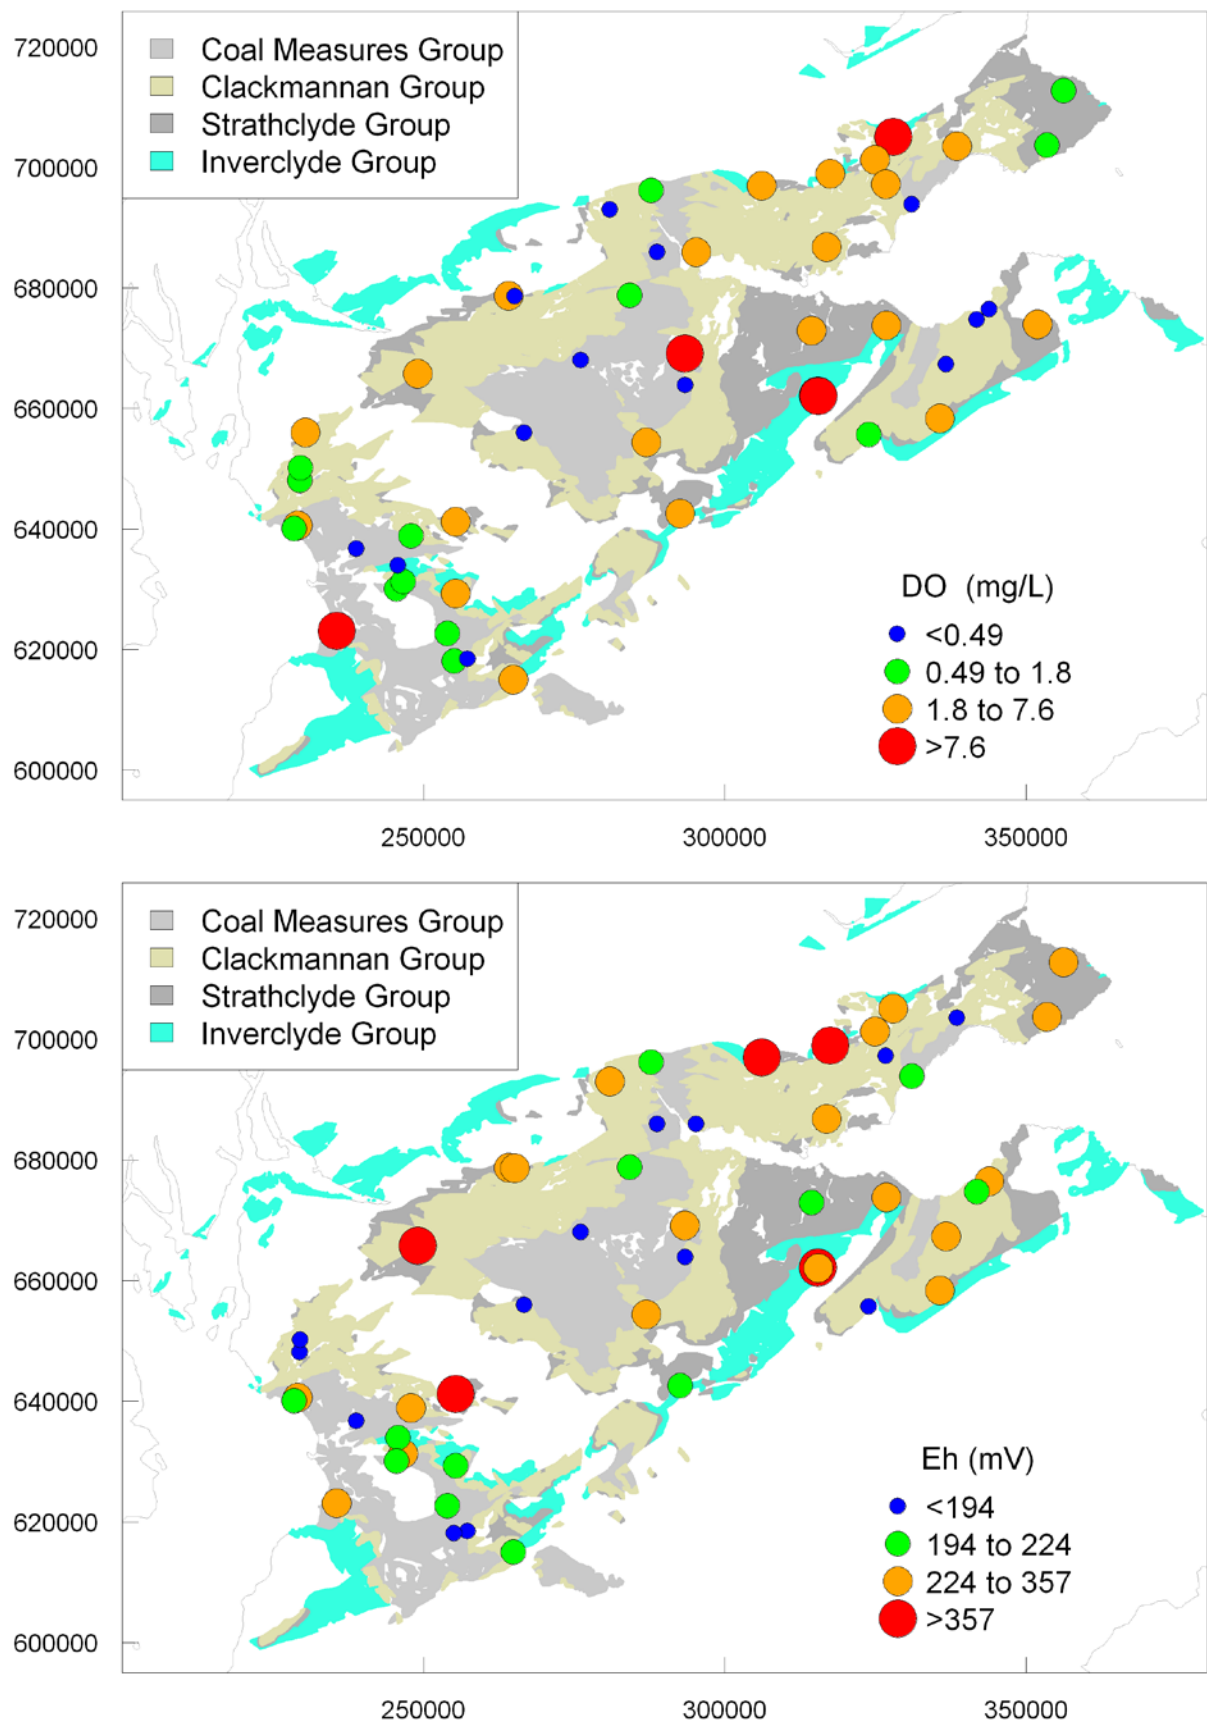 720000
Coal Measures Group
Clackmannan Group
Strathclyde Group
700000
Inverclyde Group
680000
660000
640000
DO (mg/L)
<0.49
620000
0.49 to 1.8
1.8 to 7.6
>7.6
600000
250000 300000 350000
720000
Coal Measures Group
Clackmannan Group
Strathclyde Group
700000
Inverclyde Group
680000
660000
640000
Eh (mV)
<194
620000
194 to 224
224 to 357
>357
600000
250000 300000 350000